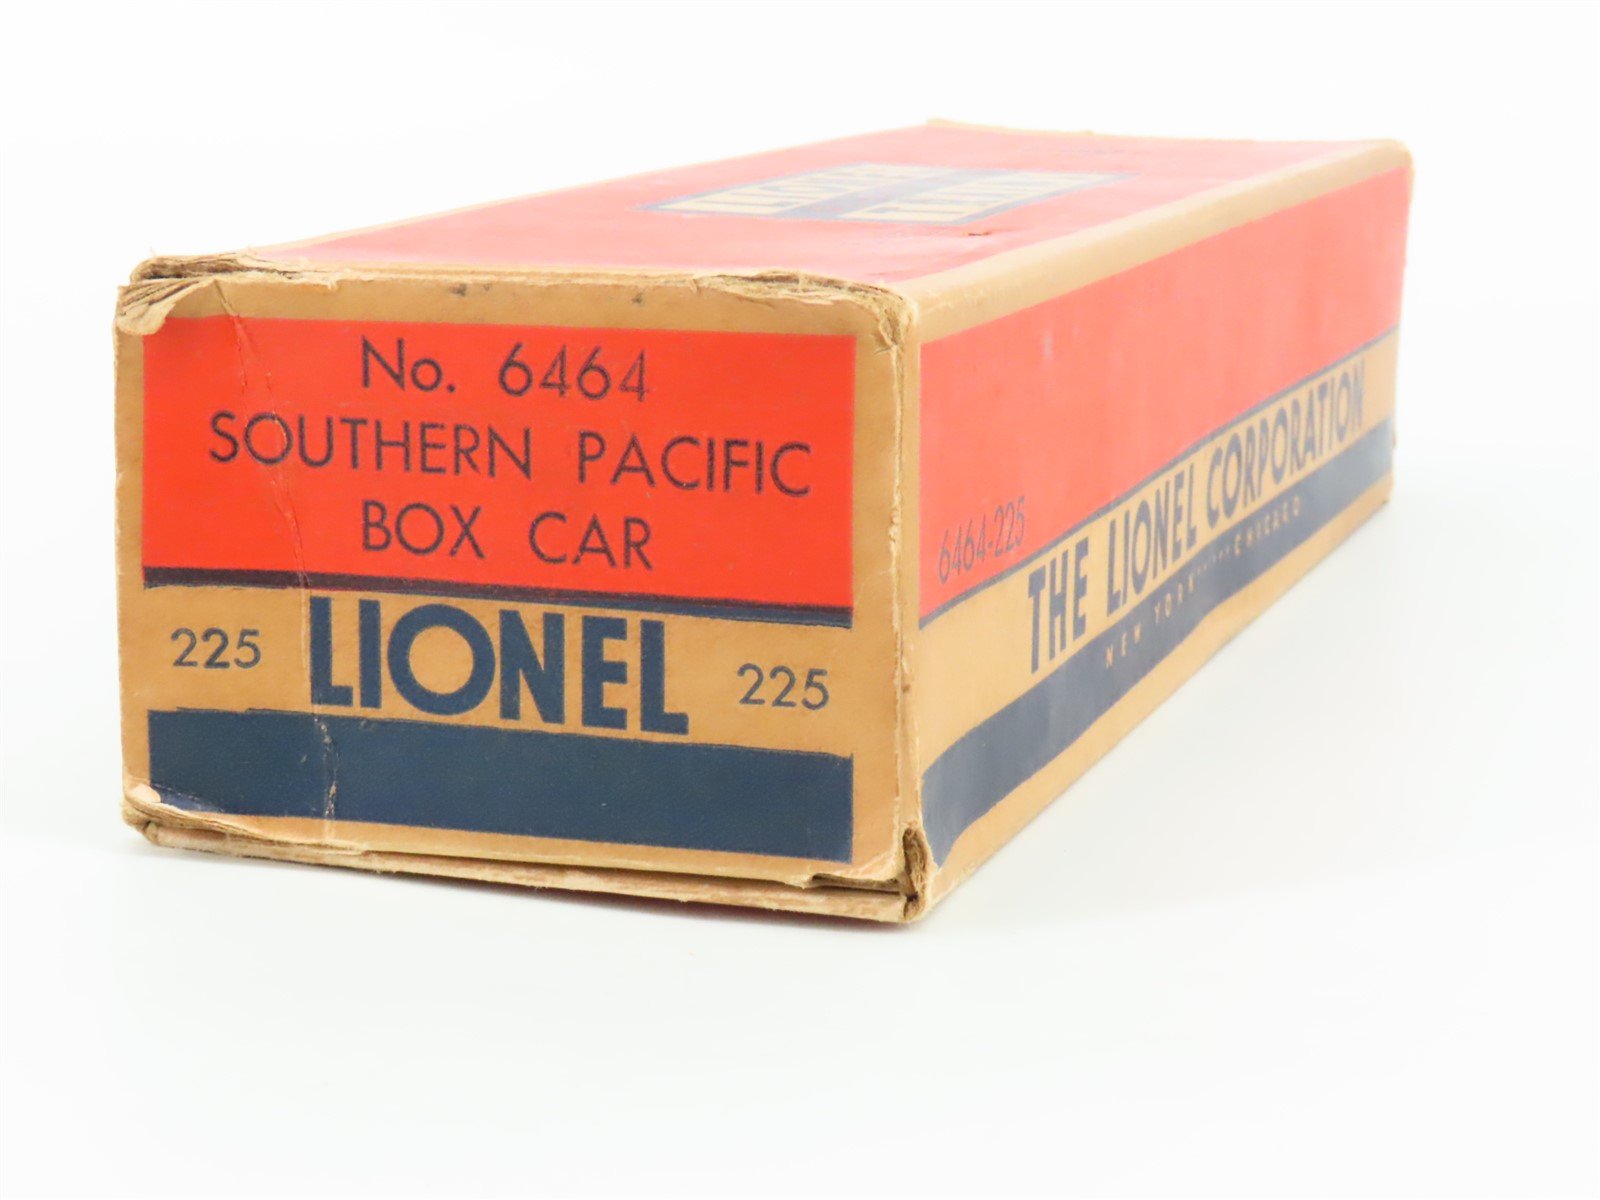 No. 6464
SOUTHERN PACIFIC
BOX CAR
225 LIONEL 225
6464-225
THE LIONEL CORPORATION
NEW YORK CHICAGO